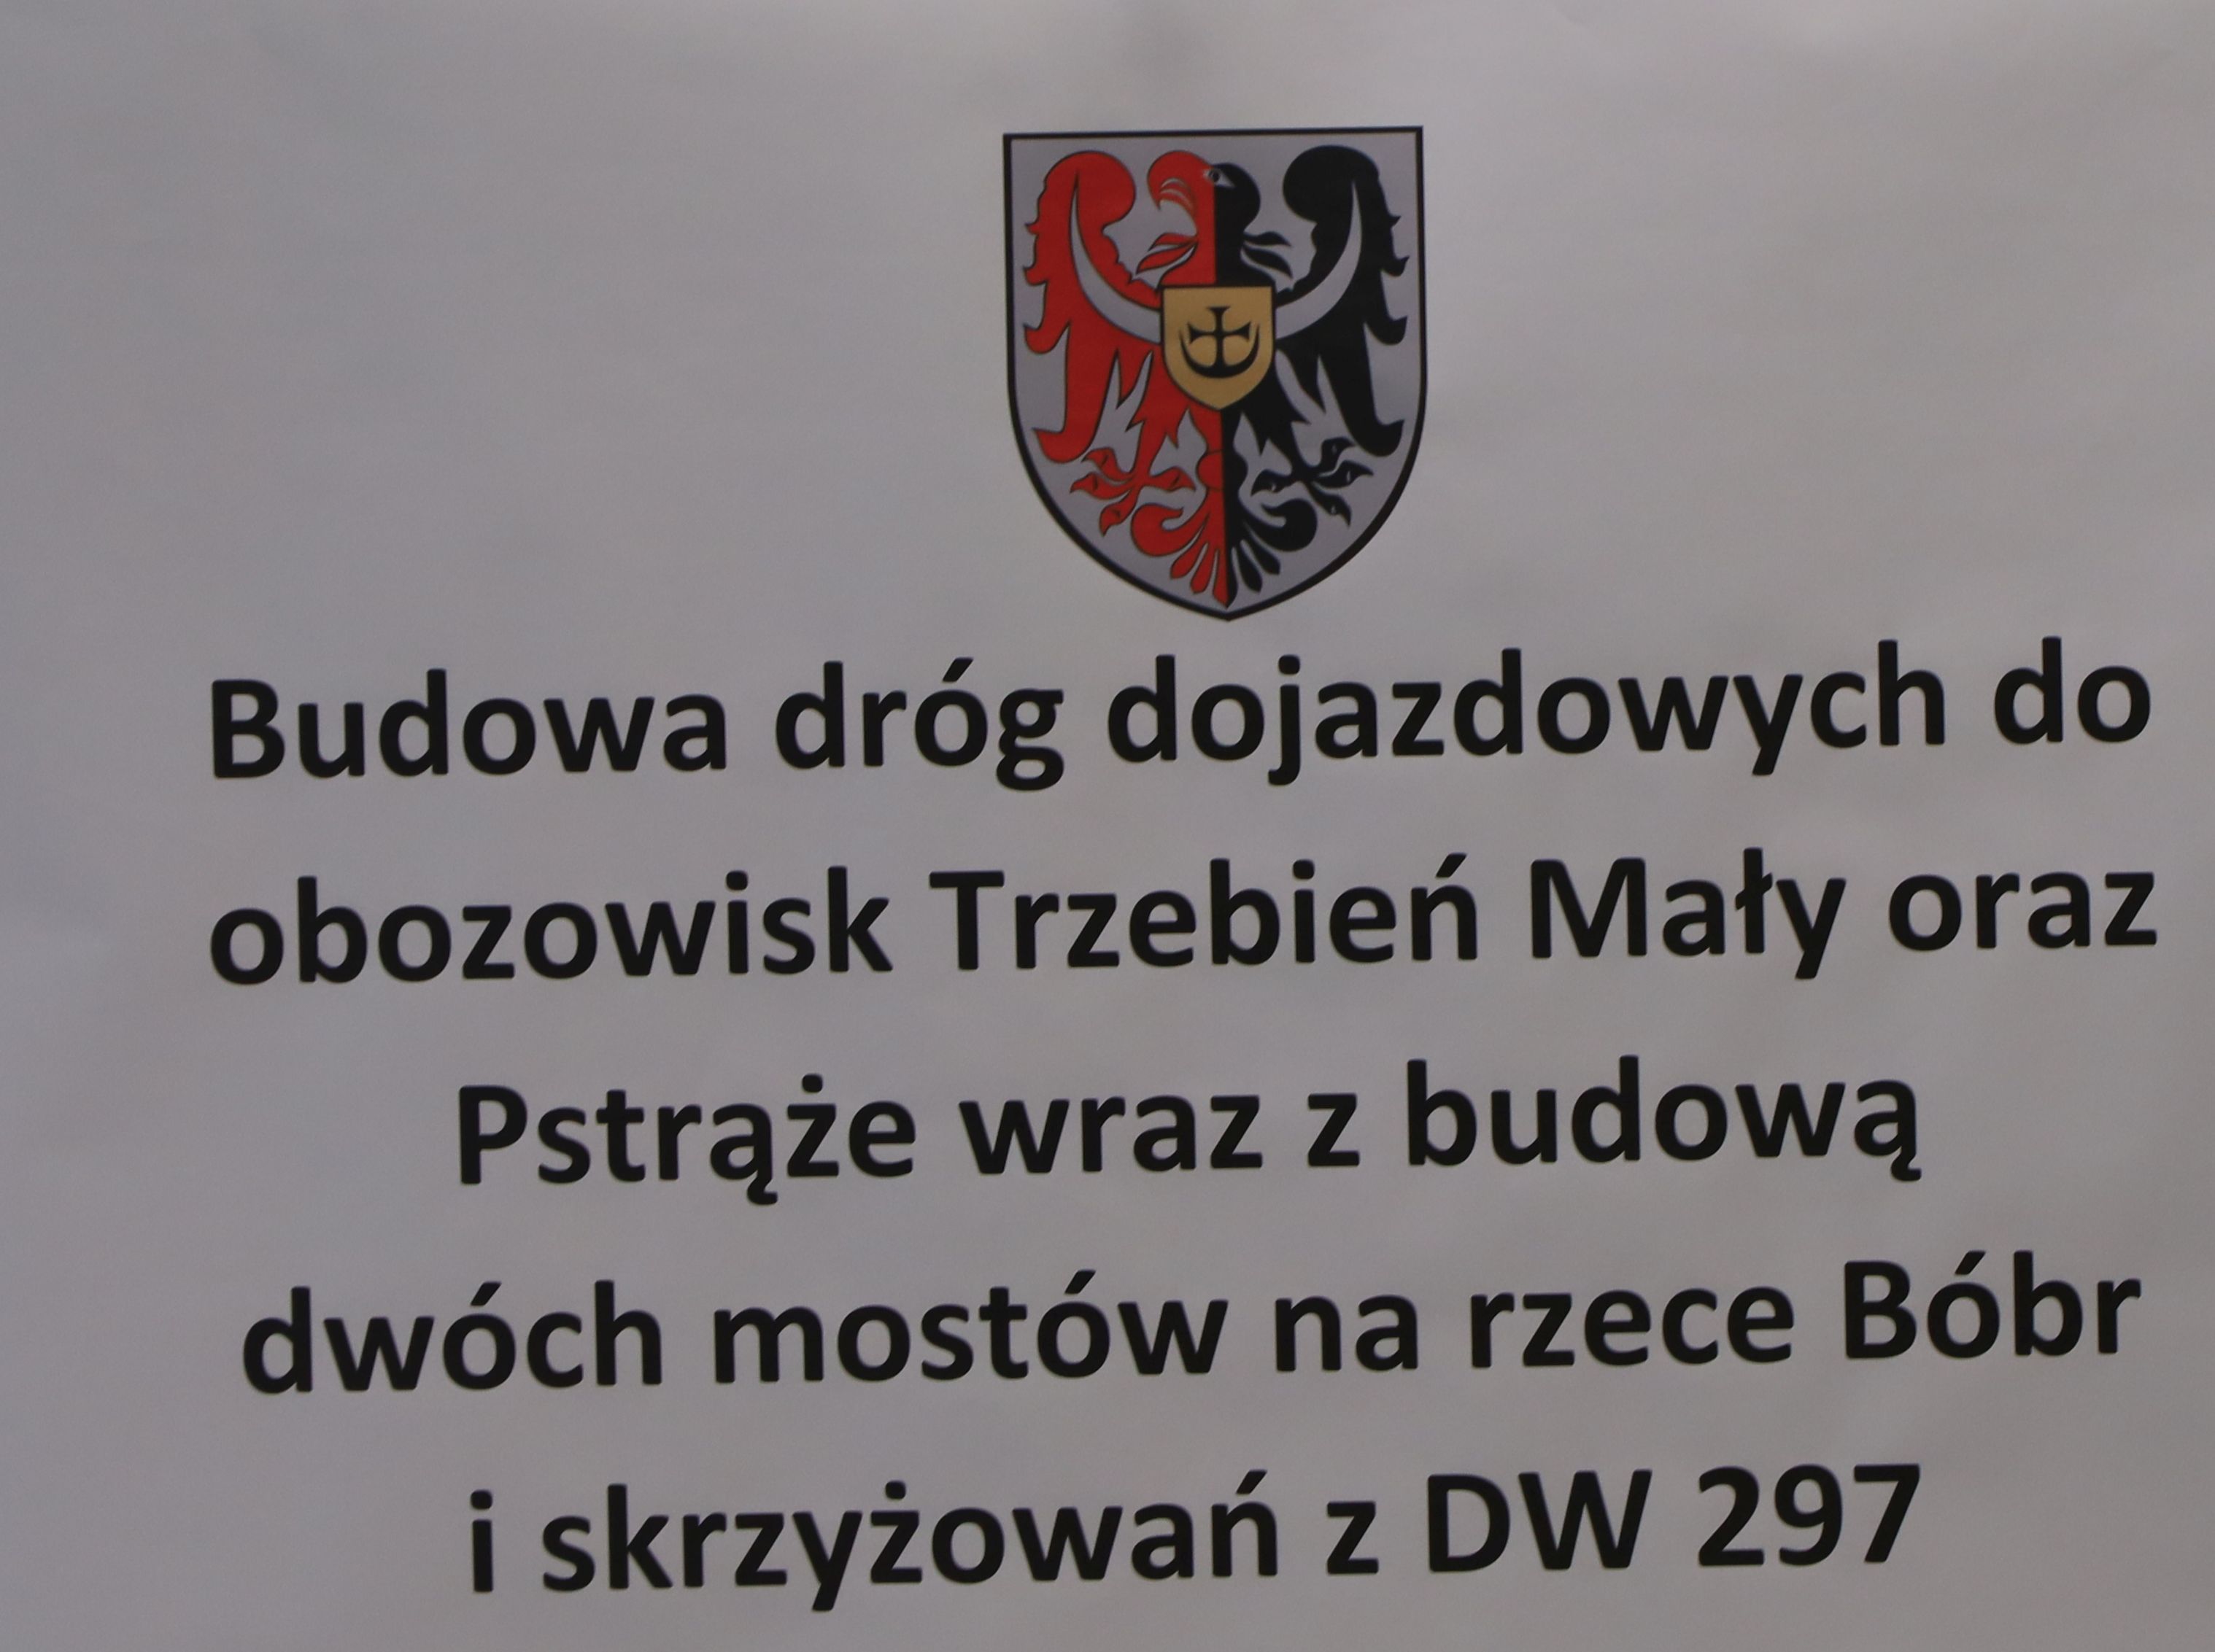 Budowa dróg dojazdowych do
obozowisk Trzebień Mały oraz
Pstrąże wraz z budową
dwóch mostów na rzece Bóbr
i skrzyżowań z DW 297